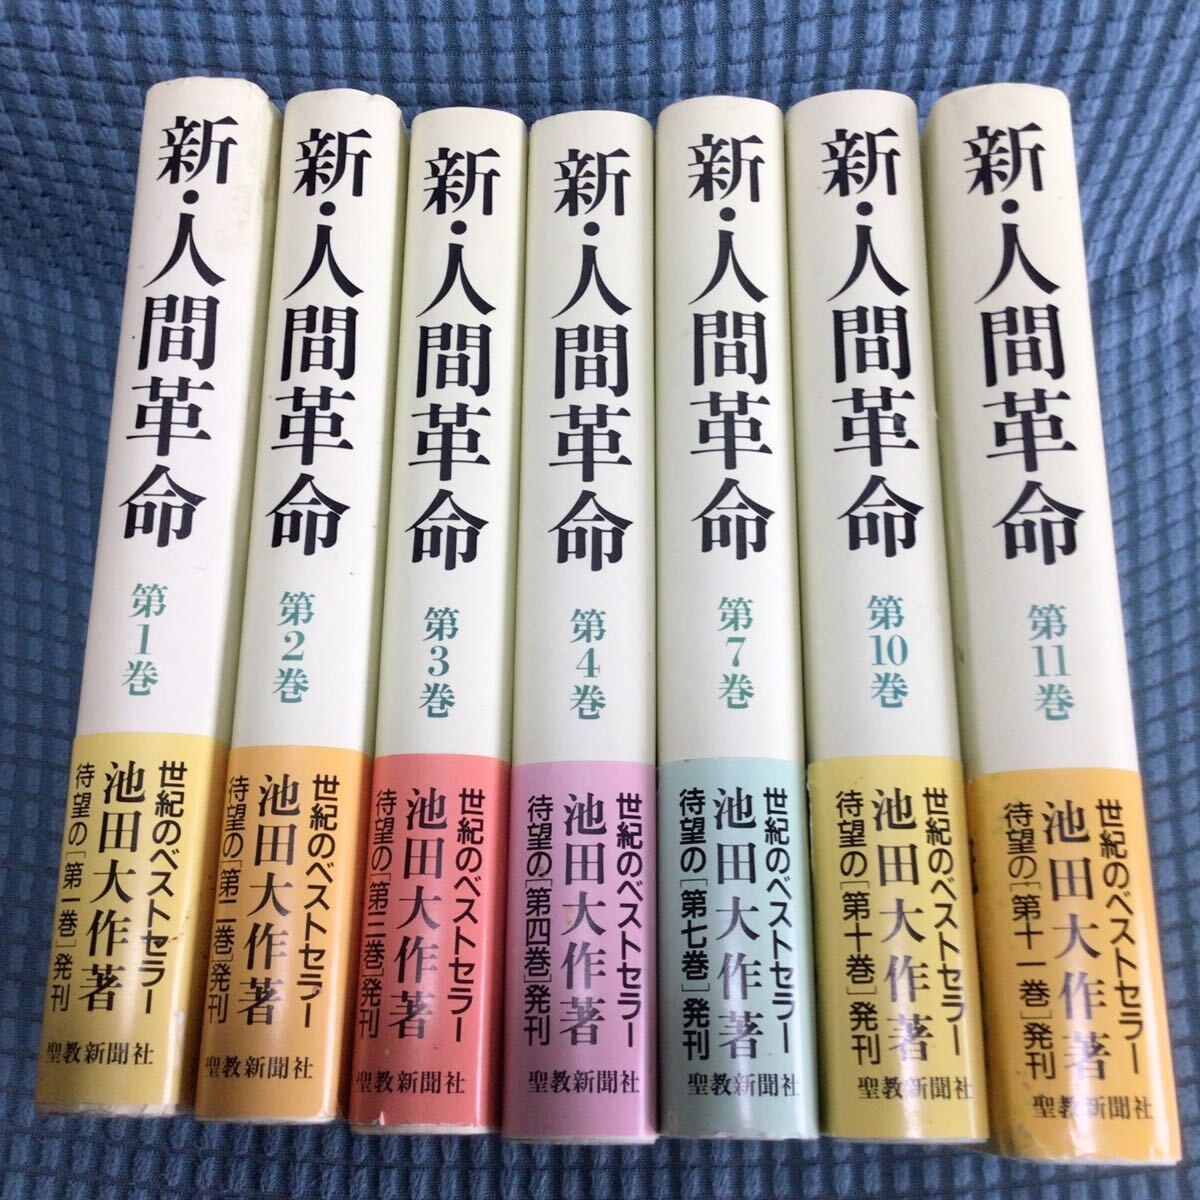 新・人間革命
第1巻
世紀のベストセラー
池田大作著
待望の[第一巻]発刊
聖教新聞社
新・人間革命
第2巻
世紀のベストセラー
池田大作著
待望の[第二巻]発刊
聖教新聞社
新・人間革命
第3巻
世紀のベストセラー
池田大作著
待望の[第三巻]発刊
聖教新聞社
新・人間革命
第4巻
世紀のベストセラー
池田大作著
待望の[第四巻]発刊
聖教新聞社
新・人間革命
第7巻
世紀のベストセラー
池田大作著
待望の[第七巻]発刊
聖教新聞社
新・人間革命
第10巻
世紀のベストセラー
池田大作著
待望の[第十巻]発刊
聖教新聞社
新・人間革命
第11巻
世紀のベストセラー
池田大作著
待望の[第十一巻]発刊
聖教新聞社